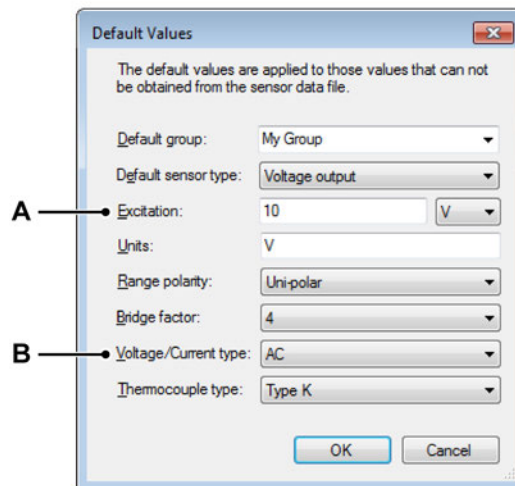 Default Values
The default values are applied to those values that can not
be obtained from the sensor data file.
Default group: My Group
Default sensor type: Voltage output
A Excitation: 10 V
Units: V
Range polarity: Uni-polar
Bridge factor: 4
B Voltage/Current type: AC
Thermocouple type: Type K
OK Cancel